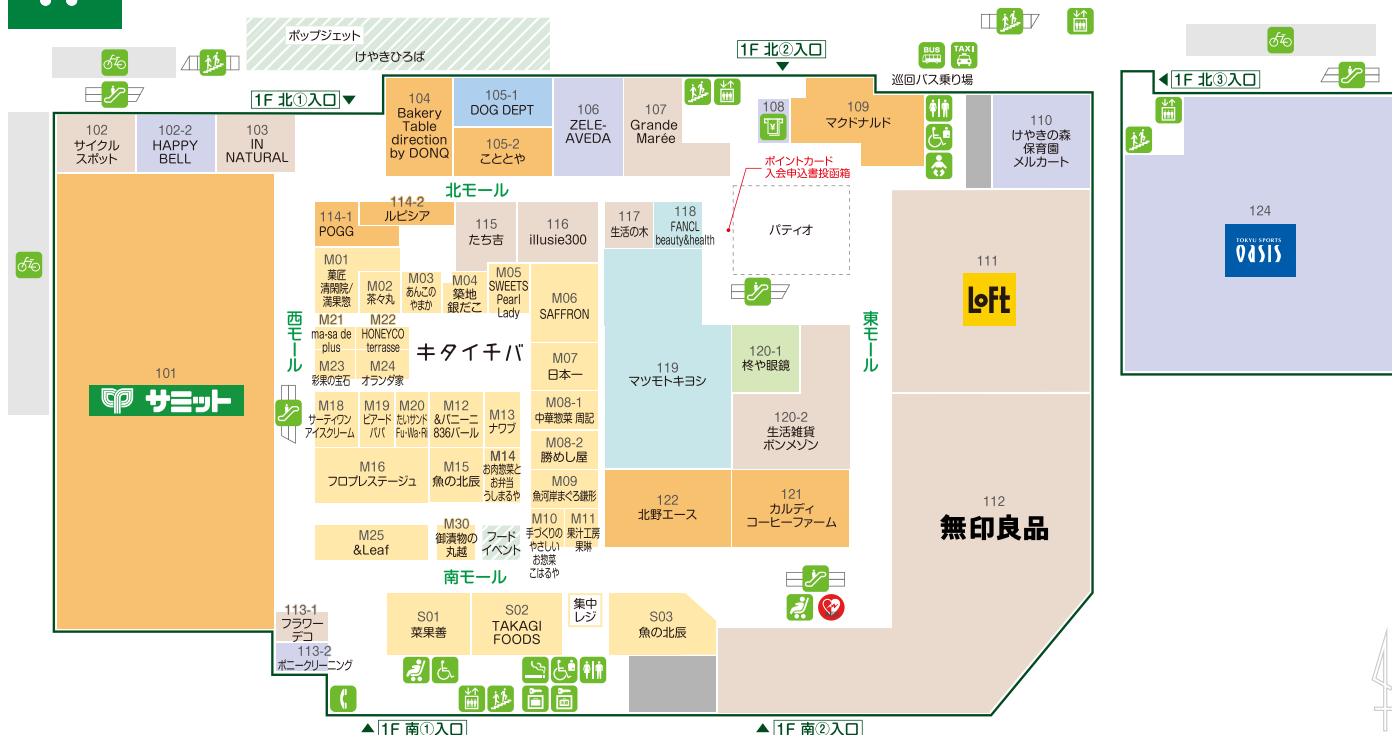 ポップジェット
けやきひろば
1F 北②入口
BUS
TAXI
巡回バス乗り場
1F 北③入口
1F 北①入口
102
サイクル
スポット
102-2
HAPPY
BELL
103
IN
NATURAL
104
Bakery
Table
direction
by DONQ
105-1
DOG DEPT
105-2
こととや
106
ZELE-
AVEDA
107
Grande
Marée
108
109
マクドナルド
110
けやきの森
保育園
メルカート
ポイントカード
入会申込書投函箱
北モール
114-1
POGG
114-2
ルピシア
115
たち吉
116
illusie300
117
生活の木
118
FANCL
beauty&health
パティオ
111
LOFT
124
TOKYU SPORTS
OASIS
M01
菓匠
清閑院/
満果惣
M02
茶々丸
M03
あんこの
やまか
M04
築地
銀だこ
M05
SWEETS
Pearl
Lady
M06
SAFFRON
西モール
M21
ma-sa de
plus
M22
HONEYCO
terrasse
キタイチバ
M23
彩果の宝石
M24
オランダ家
M07
日本一
119
マツモトキヨシ
120-1
柊や眼鏡
東モール
101
サミット
M18
サーティワン
アイスクリーム
M19
ビアード
パパ
M20
たいサンド
Fu・Wa・Ri
M12
&パニーニ
836バール
M13
ナワブ
M08-1
中華惣菜 周記
M08-2
勝めし屋
120-2
生活雑貨
ボンメゾン
M16
フロプレステージュ
M15
魚の北辰
M14
お肉惣菜と
お弁当
うしまるや
M09
魚河岸まぐろ鎌形
122
北野エース
121
カルディ
コーヒーファーム
112
無印良品
M25
&Leaf
M30
御漬物の
丸越
フード
イベント
M10
手づくりの
やさしい
お惣菜
こはるや
M11
果汁工房
果琳
南モール
113-1
フラワー
デコ
113-2
ポニークリーニング
S01
菜果善
S02
TAKAGI
FOODS
集中
レジ
S03
魚の北辰
1F 南①入口
1F 南②入口